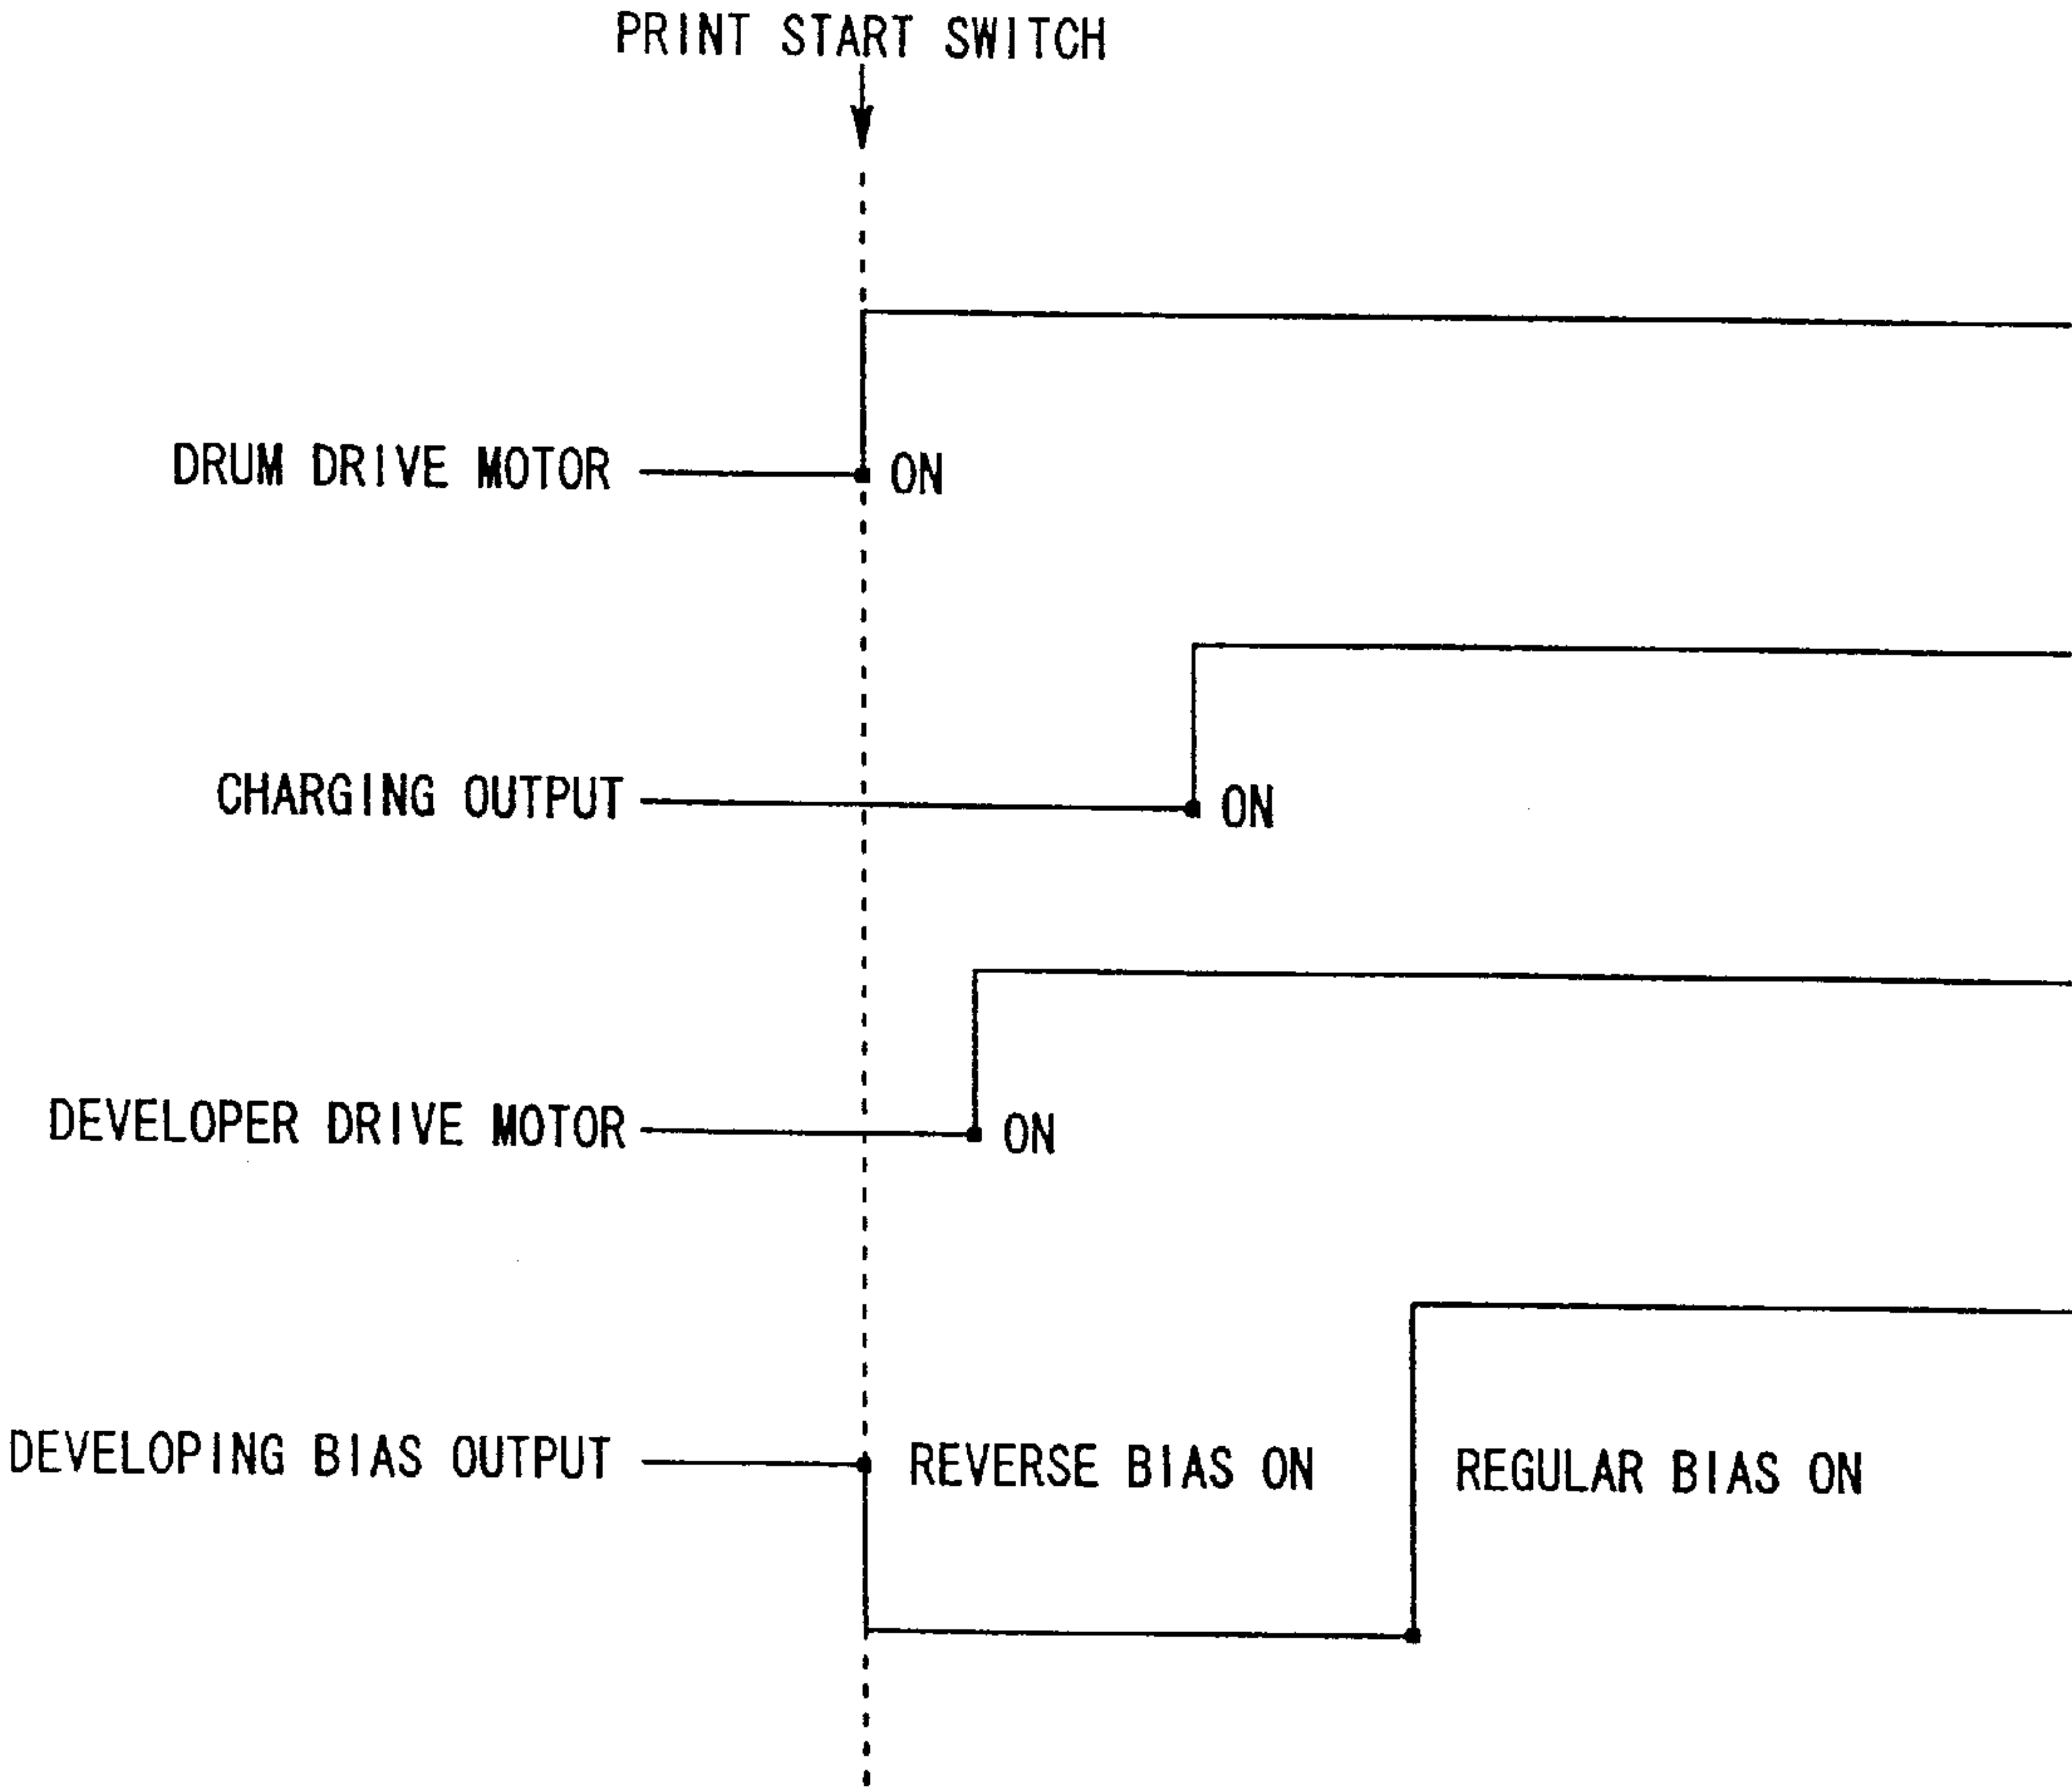 PRINT START SWITCH
DRUM DRIVE MOTOR ON
CHARGING OUTPUT ON
DEVELOPER DRIVE MOTOR ON
DEVELOPING BIAS OUTPUT REVERSE BIAS ON REGULAR BIAS ON